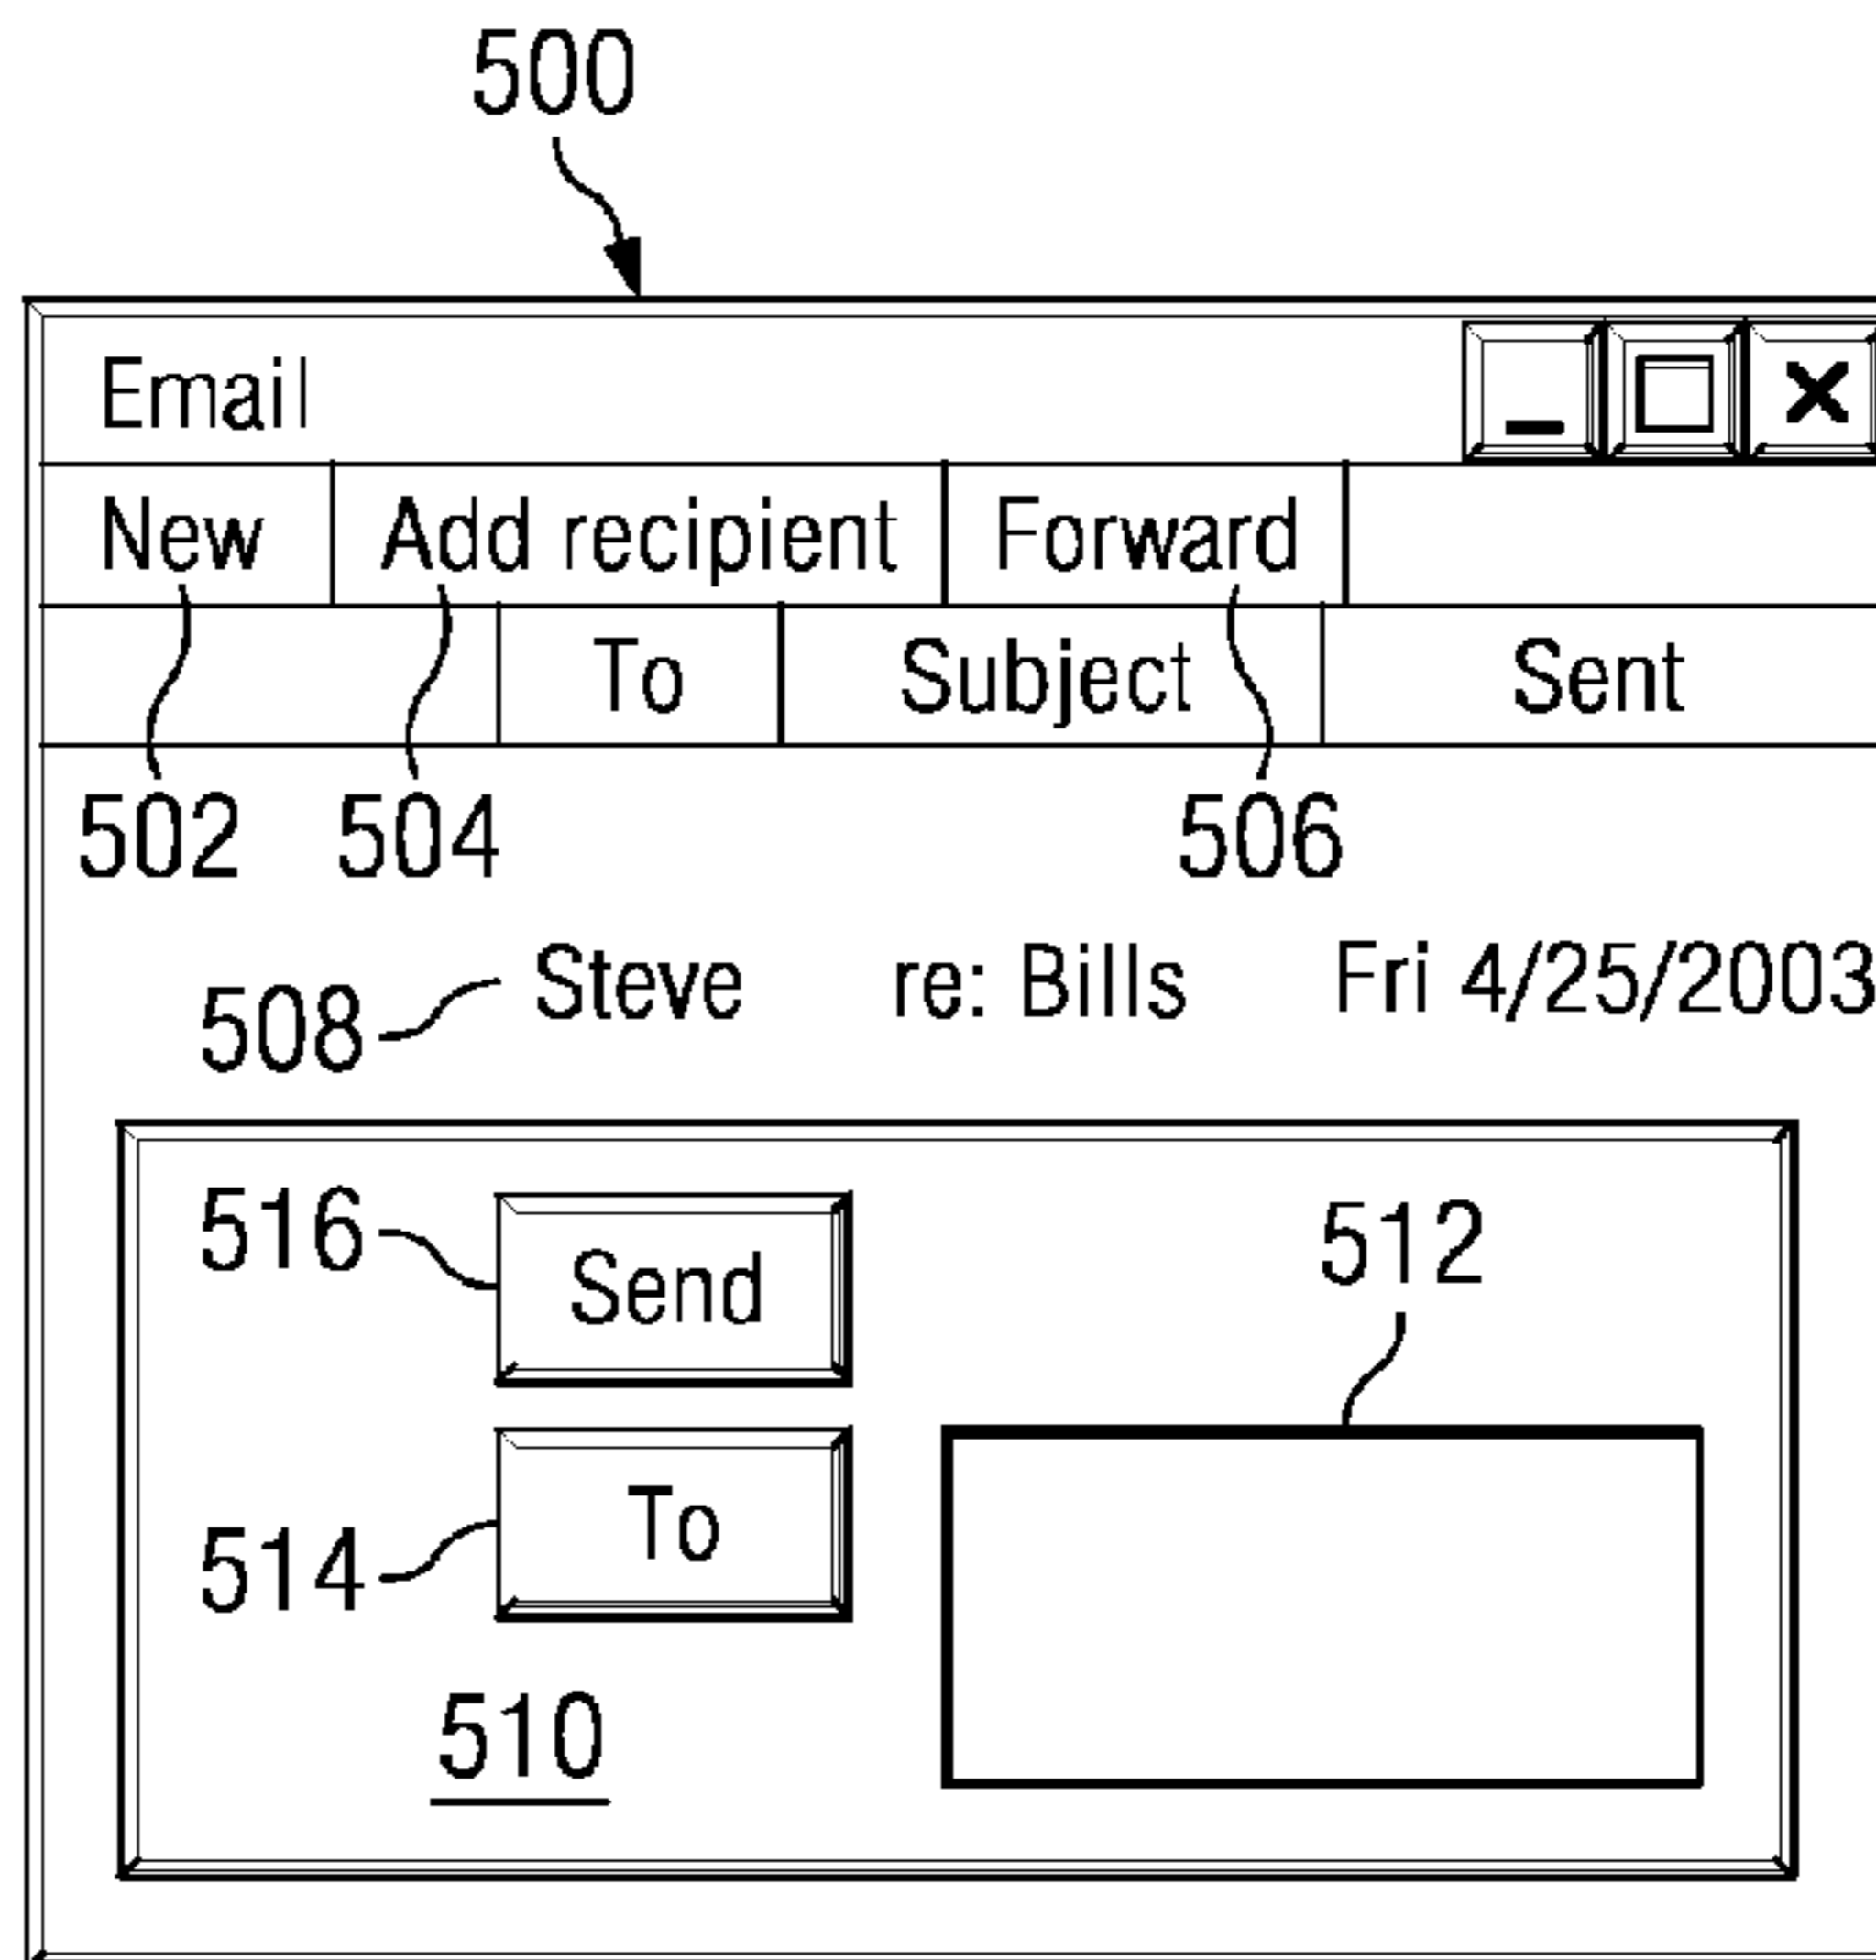 500
Email
New Add recipient Forward
To Subject Sent
502 504 506
508 Steve re: Bills Fri 4/25/2003
516 Send 512
514 To
510